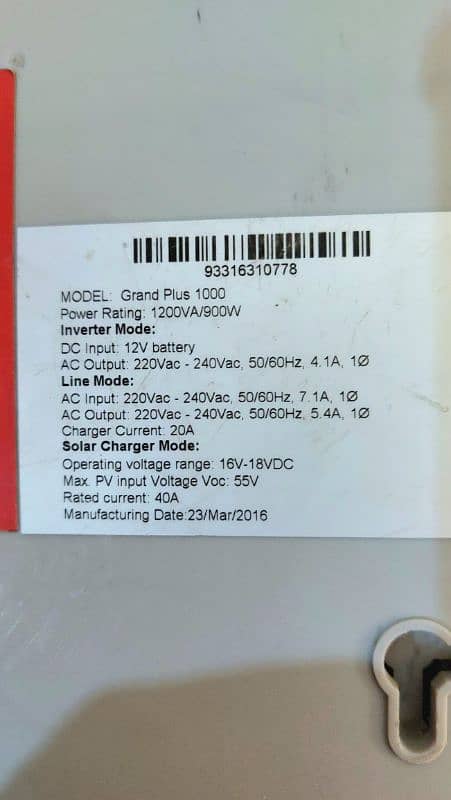 93316310778
MODEL: Grand Plus 1000
Power Rating: 1200VA/900W
Inverter Mode:
DC Input: 12V battery
AC Output: 220Vac - 240Vac, 50/60Hz, 4.1A, 1Ø
Line Mode:
AC Input: 220Vac - 240Vac, 50/60Hz, 7.1A, 1Ø
AC Output: 220Vac - 240Vac, 50/60Hz, 5.4A, 1Ø
Charger Current: 20A
Solar Charger Mode:
Operating voltage range: 16V-18VDC
Max. PV input Voltage Voc: 55V
Rated current: 40A
Manufacturing Date:23/Mar/2016